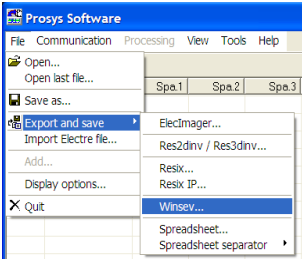 Prosys Software
File Communication Processing View Tools Help
Open...
Open last file...
Save as...
Export and save
Import Electre file...
Add...
Display options...
Quit
Spa.1 Spa.2 Spa.3
ElecImager...
Res2dinv / Res3dinv...
Resix...
Resix IP...
Winsev...
Spreadsheet...
Spreadsheet separator